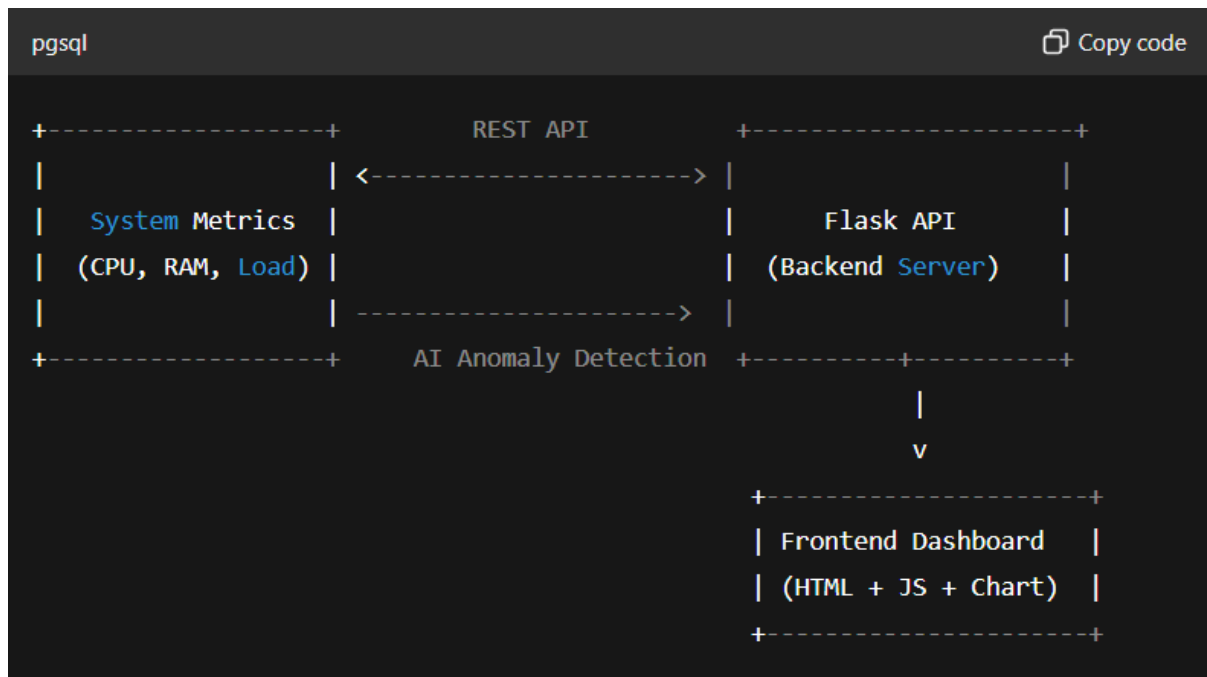 pgsql Copy code
+-------------------+         REST API          +----------------------+
|                   | <----------------------> |                      |
|   System Metrics  |                          |      Flask API       |
|  (CPU, RAM, Load) |                          |  (Backend Server)    |
|                   | ---------------------->  |                      |
+-------------------+     AI Anomaly Detection  +----------+----------+
                                                            |
                                                            v
                                                 +----------------------+
                                                 | Frontend Dashboard   |
                                                 | (HTML + JS + Chart)  |
                                                 +----------------------+